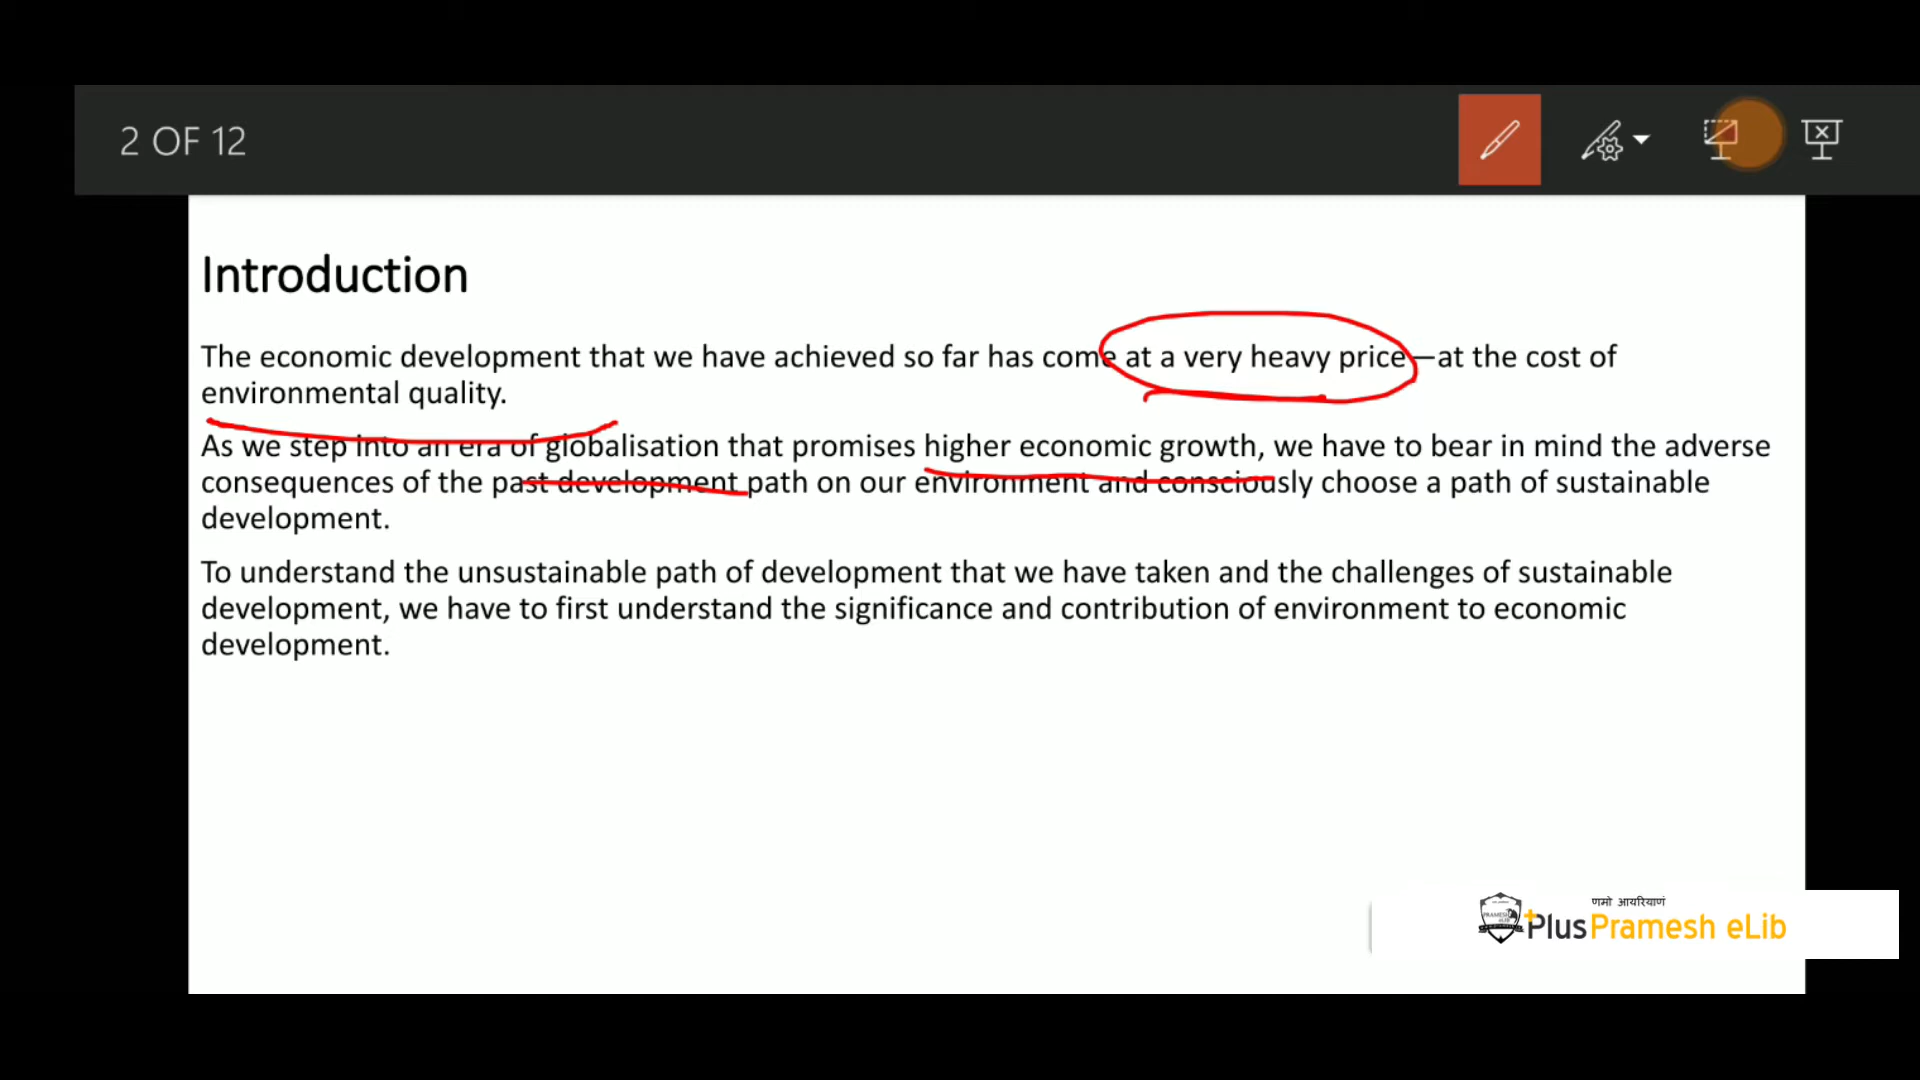 2 OF 12
Introduction
The economic development that we have achieved so far has come at a very heavy price—at the cost of
environmental quality.
As we step into an era of globalisation that promises higher economic growth, we have to bear in mind the adverse
consequences of the past development path on our environment and consciously choose a path of sustainable
development.
To understand the unsustainable path of development that we have taken and the challenges of sustainable
development, we have to first understand the significance and contribution of environment to economic
development.
णमो आयरियाणं
PlusPramesh eLib